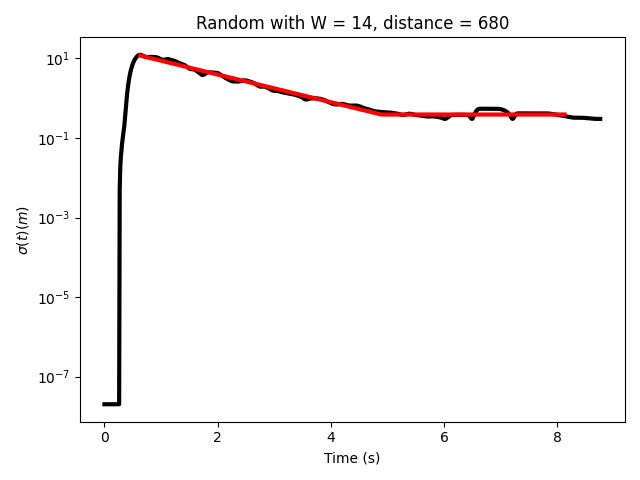 Random with W = 14, distance = 680
10¹
10⁻¹
10⁻³
10⁻⁵
10⁻⁷
σ(t)(m)
0 2 4 6 8
Time (s)